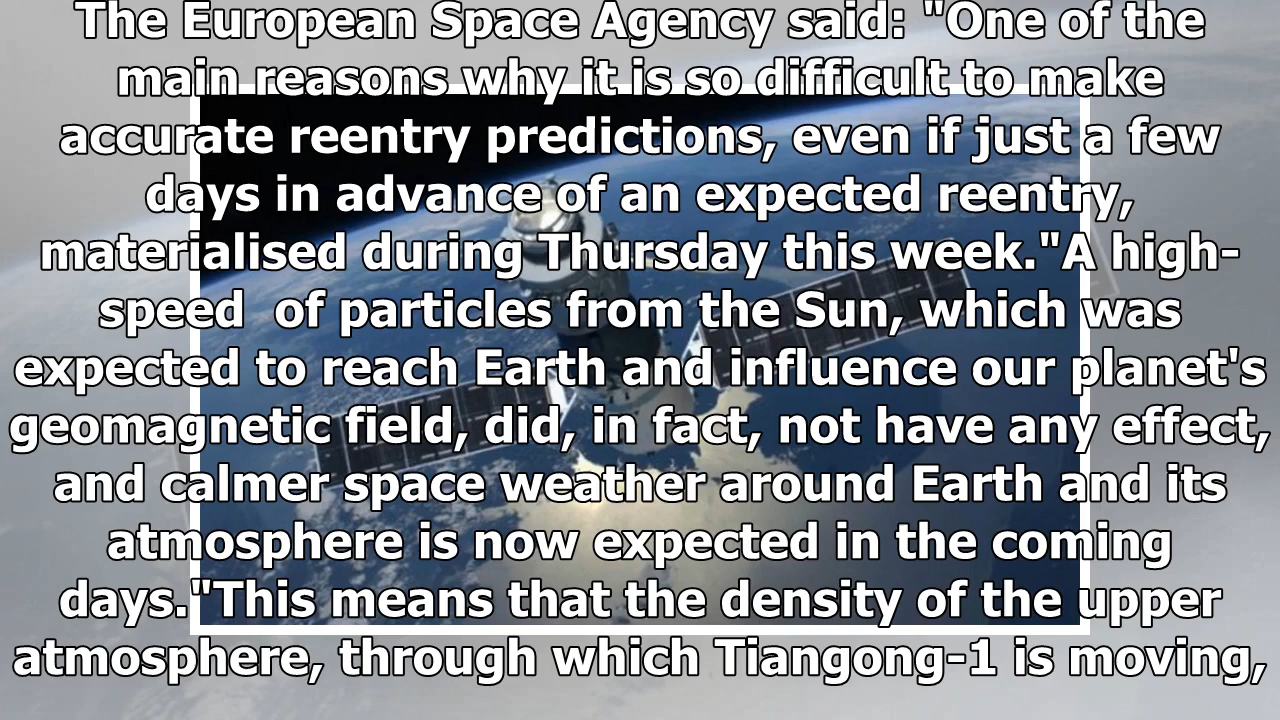 The European Space Agency said: "One of the
main reasons why it is so difficult to make
accurate reentry predictions, even if just a few
days in advance of an expected reentry,
materialised during Thursday this week."A high-
speed  of particles from the Sun, which was
expected to reach Earth and influence our planet's
geomagnetic field, did, in fact, not have any effect,
and calmer space weather around Earth and its
atmosphere is now expected in the coming
days."This means that the density of the upper
atmosphere, through which Tiangong-1 is moving,